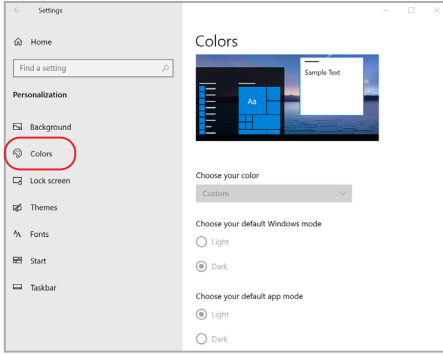 Settings
Home
Find a setting
Personalization
Background
Colors
Lock screen
Themes
Fonts
Start
Taskbar
Colors
Sample Text
Aa
Choose your color
Custom
Choose your default Windows mode
Light
Dark
Choose your default app mode
Light
Dark